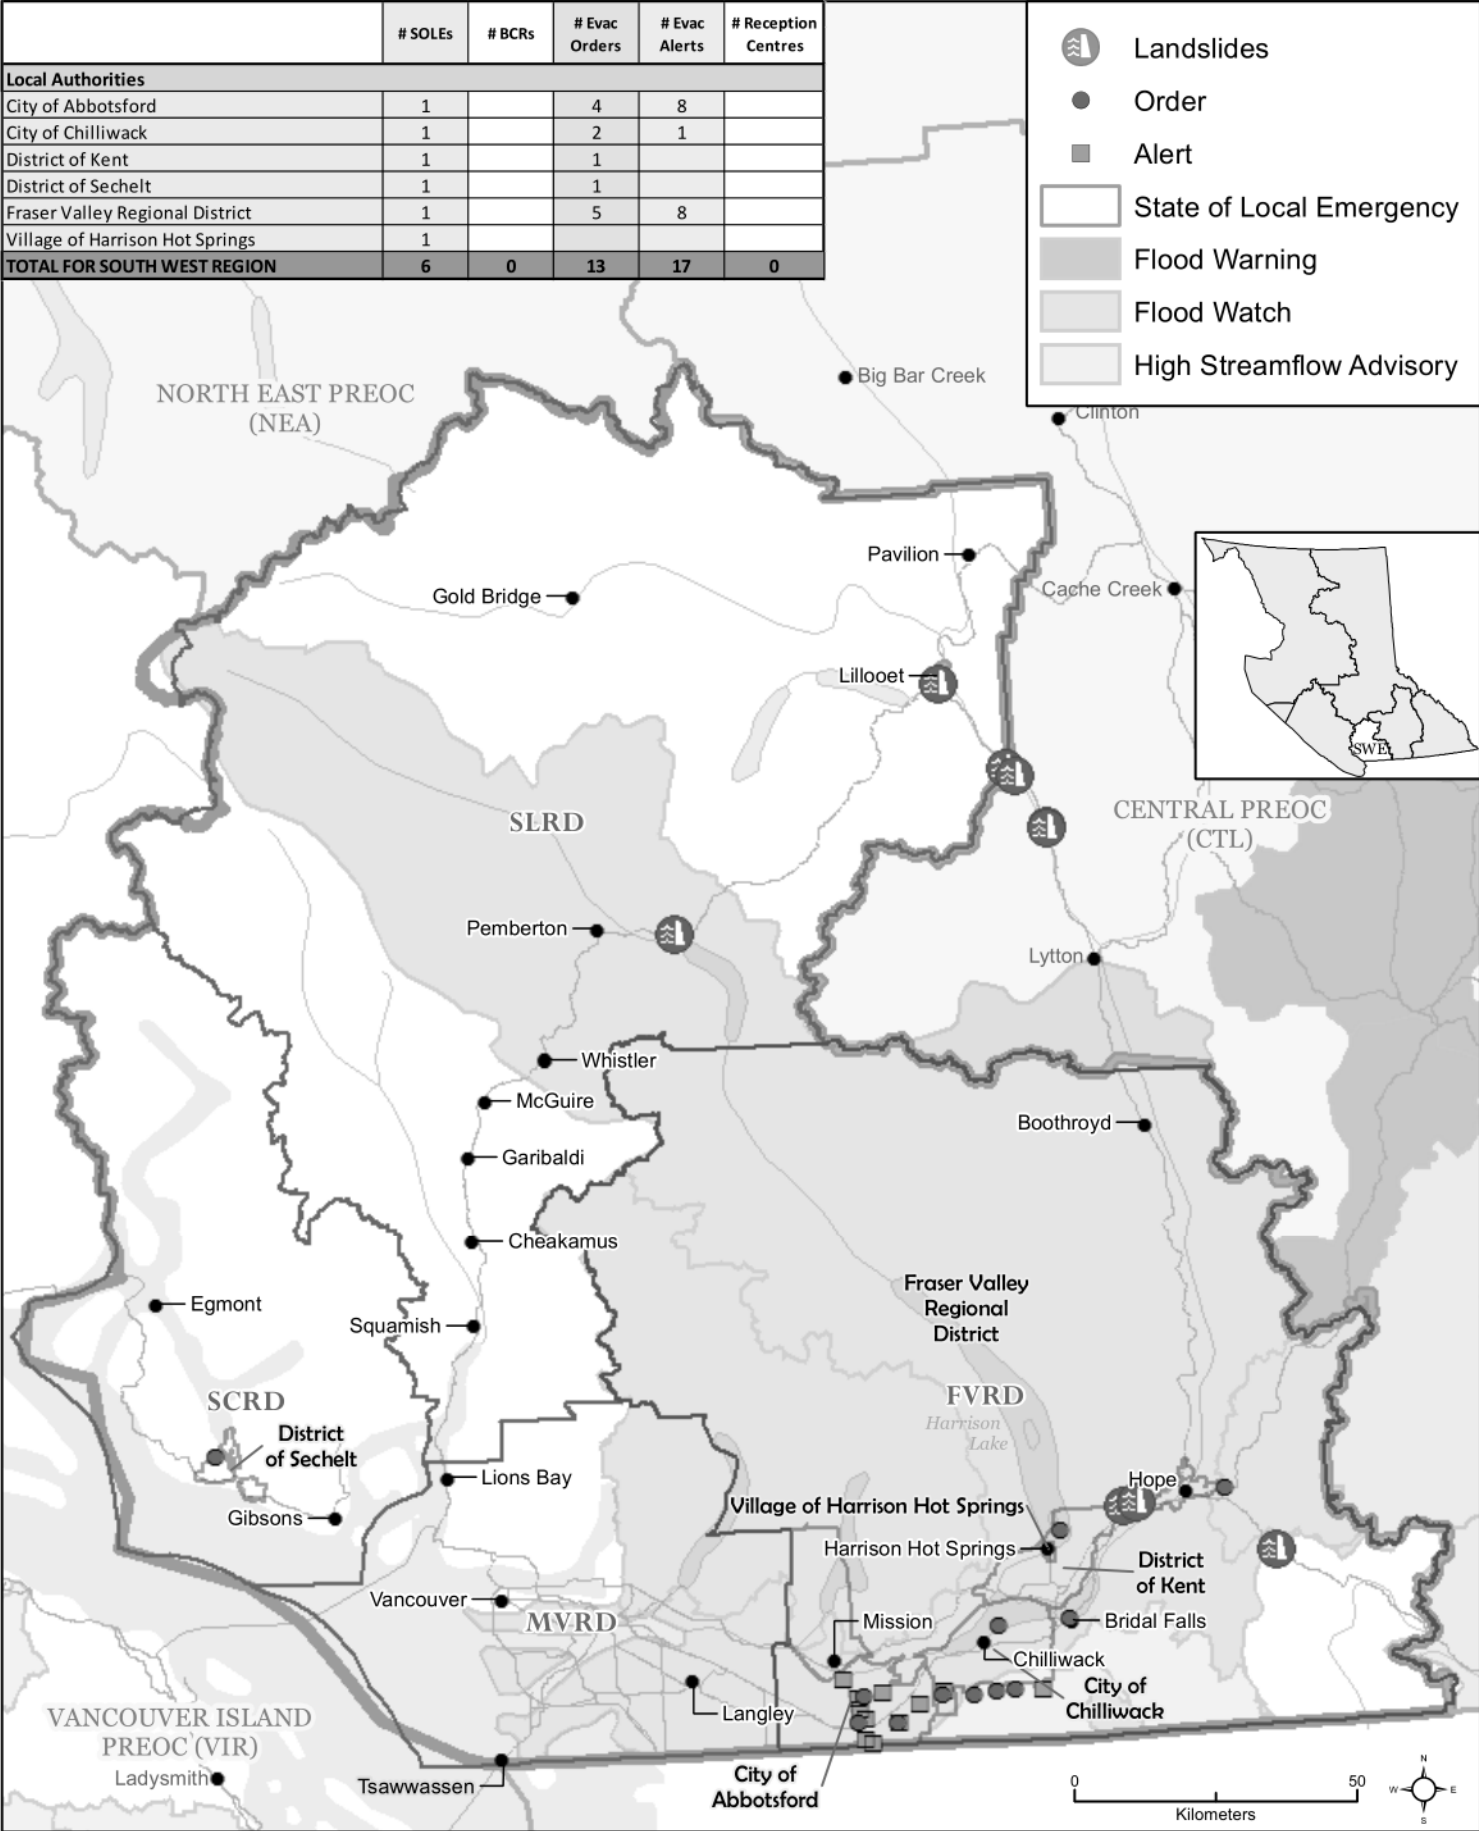 # SOLEs # BCRs # Evac Orders # Evac Alerts # Reception Centres
Local Authorities
City of Abbotsford 1 4 8
City of Chilliwack 1 2 1
District of Kent 1 1
District of Sechelt 1 1
Fraser Valley Regional District 1 5 8
Village of Harrison Hot Springs 1
TOTAL FOR SOUTH WEST REGION 6 0 13 17 0
Landslides
Order
Alert
State of Local Emergency
Flood Warning
Flood Watch
High Streamflow Advisory
NORTH EAST PREOC
(NEA)
Big Bar Creek
Clinton
Pavilion
Cache Creek
Gold Bridge
Lillooet
SWE
SLRD
CENTRAL PREOC
(CTL)
Pemberton
Lytton
Whistler
McGuire
Boothroyd
Garibaldi
Cheakamus
Fraser Valley
Regional
District
Egmont
Squamish
SCRD
FVRD
Harrison
Lake
District
of Sechelt
Lions Bay
Hope
Village of Harrison Hot Springs
Gibsons
Harrison Hot Springs
District
of Kent
Vancouver
MVRD
Mission
Bridal Falls
Chilliwack
City of
Chilliwack
Langley
VANCOUVER ISLAND
PREOC (VIR)
Ladysmith
Tsawwassen
City of
Abbotsford
0 50
Kilometers
N
W E
S